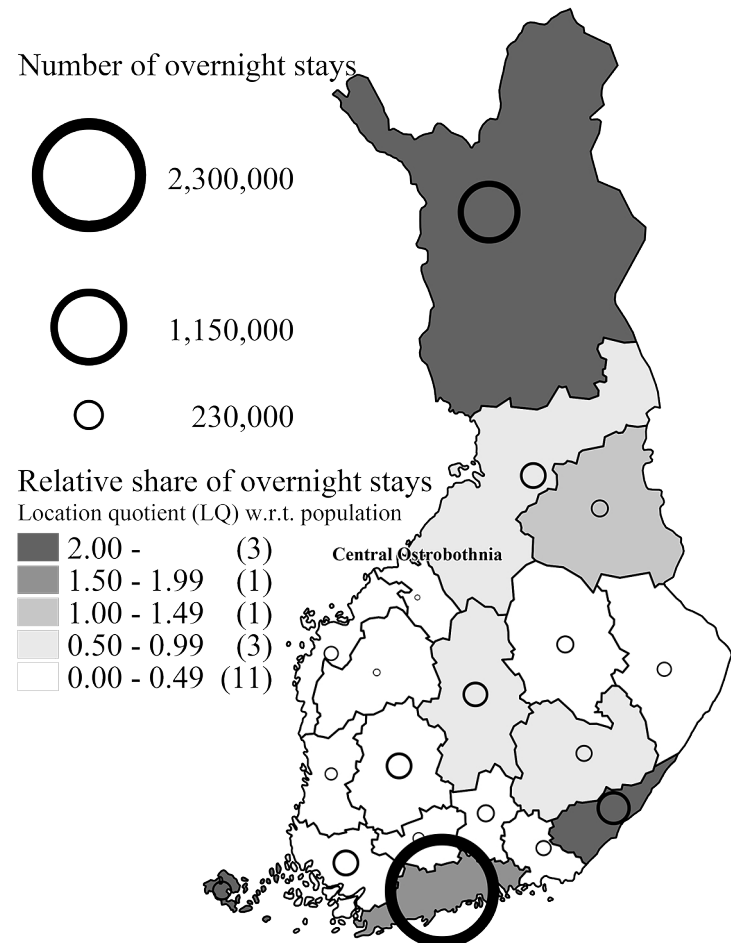 Number of overnight stays
2,300,000
1,150,000
230,000
Relative share of overnight stays
Location quotient (LQ) w.r.t. population
2.00 - (3)
1.50 - 1.99 (1)
1.00 - 1.49 (1)
0.50 - 0.99 (3)
0.00 - 0.49 (11)
Central Ostrobothnia